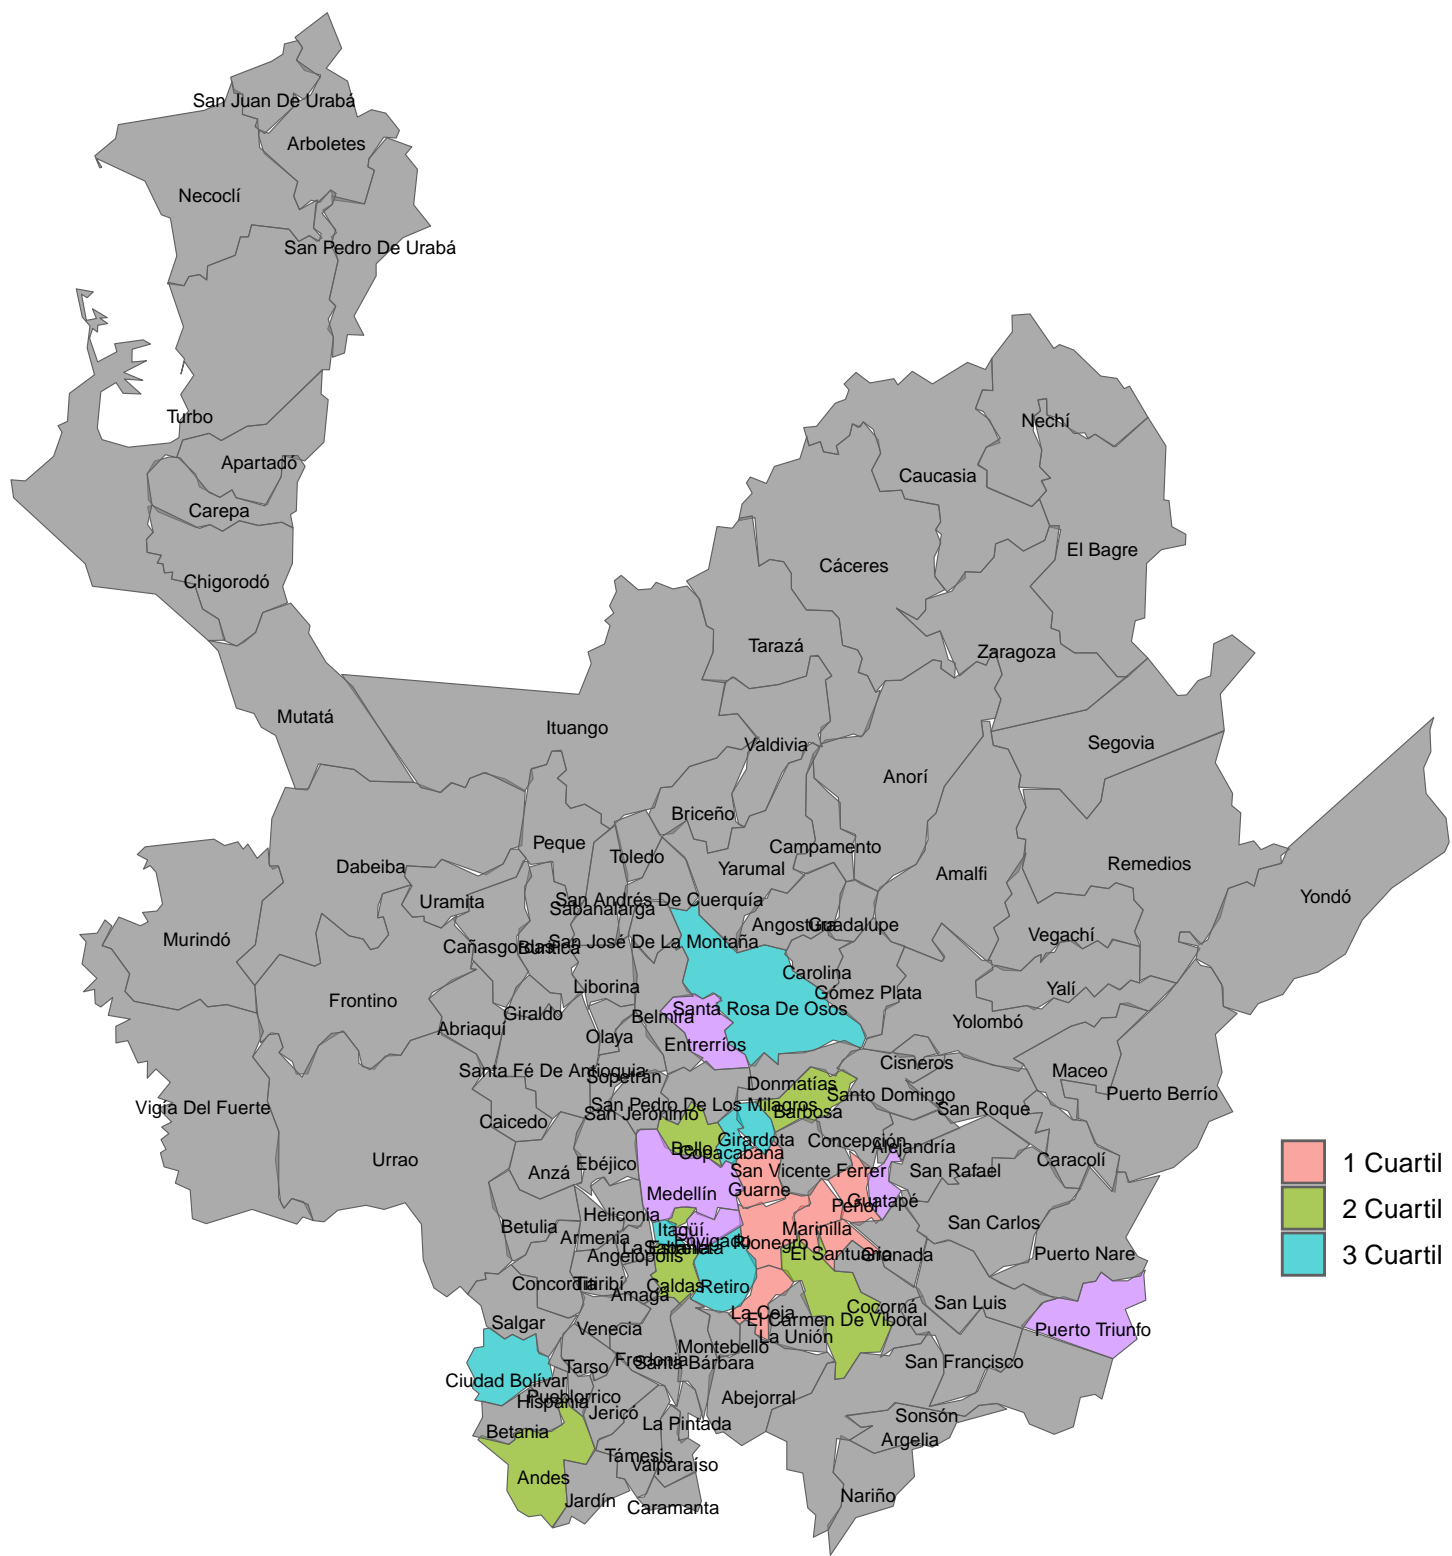 San Juan De Urabá
Arboletes
Necoclí
San Pedro De Urabá
Turbo
Nechí
Apartadó
Caucasia
Carepa
El Bagre
Cáceres
Chigorodó
Tarazá
Zaragoza
Mutatá
Ituango
Valdivia
Segovia
Anorí
Briceño
Peque
Campamento
Toledo
Dabeiba
Yarumal
Remedios
Amalfi
Yondó
Uramita
San Andrés De Cuerquía
Sabanalarga
Angostura
Guadalupe
Murindó
Vegachí
Cañasgordas
Buriticá
San José De La Montaña
Carolina
Liborina
Gómez Plata
Yalí
Frontino
Giraldo
Santa Rosa De Osos
Belmira
Abriaquí
Yolombó
Olaya
Entrerríos
Cisneros
Santa Fé De Antioquia
Sopetrán
Maceo
Donmatías
Santo Domingo
Puerto Berrío
Vigía Del Fuerte
San Pedro De Los Milagros
San Roque
San Jerónimo
Barbosa
Caicedo
Girardota
Concepción
Alejandría
Bello
Copacabana
Urrao
Ebéjico
Caracolí
Anzá
San Vicente Ferrer
San Rafael
Medellín
Guarne
Guatapé
1 Cuartil
Peñol
2 Cuartil
Heliconia
San Carlos
Betulia
Itagüí
Marinilla
Armenia
Envigado
Rionegro
La Estrella
Sabaneta
Angelópolis
El Santuario
Granada
Puerto Nare
3 Cuartil
Concordia
Titiribí
Caldas
Retiro
Amagá
San Luis
Cocorná
La Ceja
El Carmen De Viboral
Salgar
Venecia
La Unión
Puerto Triunfo
Montebello
Fredonia
Santa Bárbara
San Francisco
Tarso
Ciudad Bolívar
Pueblorrico
Hispania
Abejorral
Jericó
Sonsón
La Pintada
Betania
Argelia
Támesis
Valparaíso
Andes
Nariño
Jardín
Caramanta